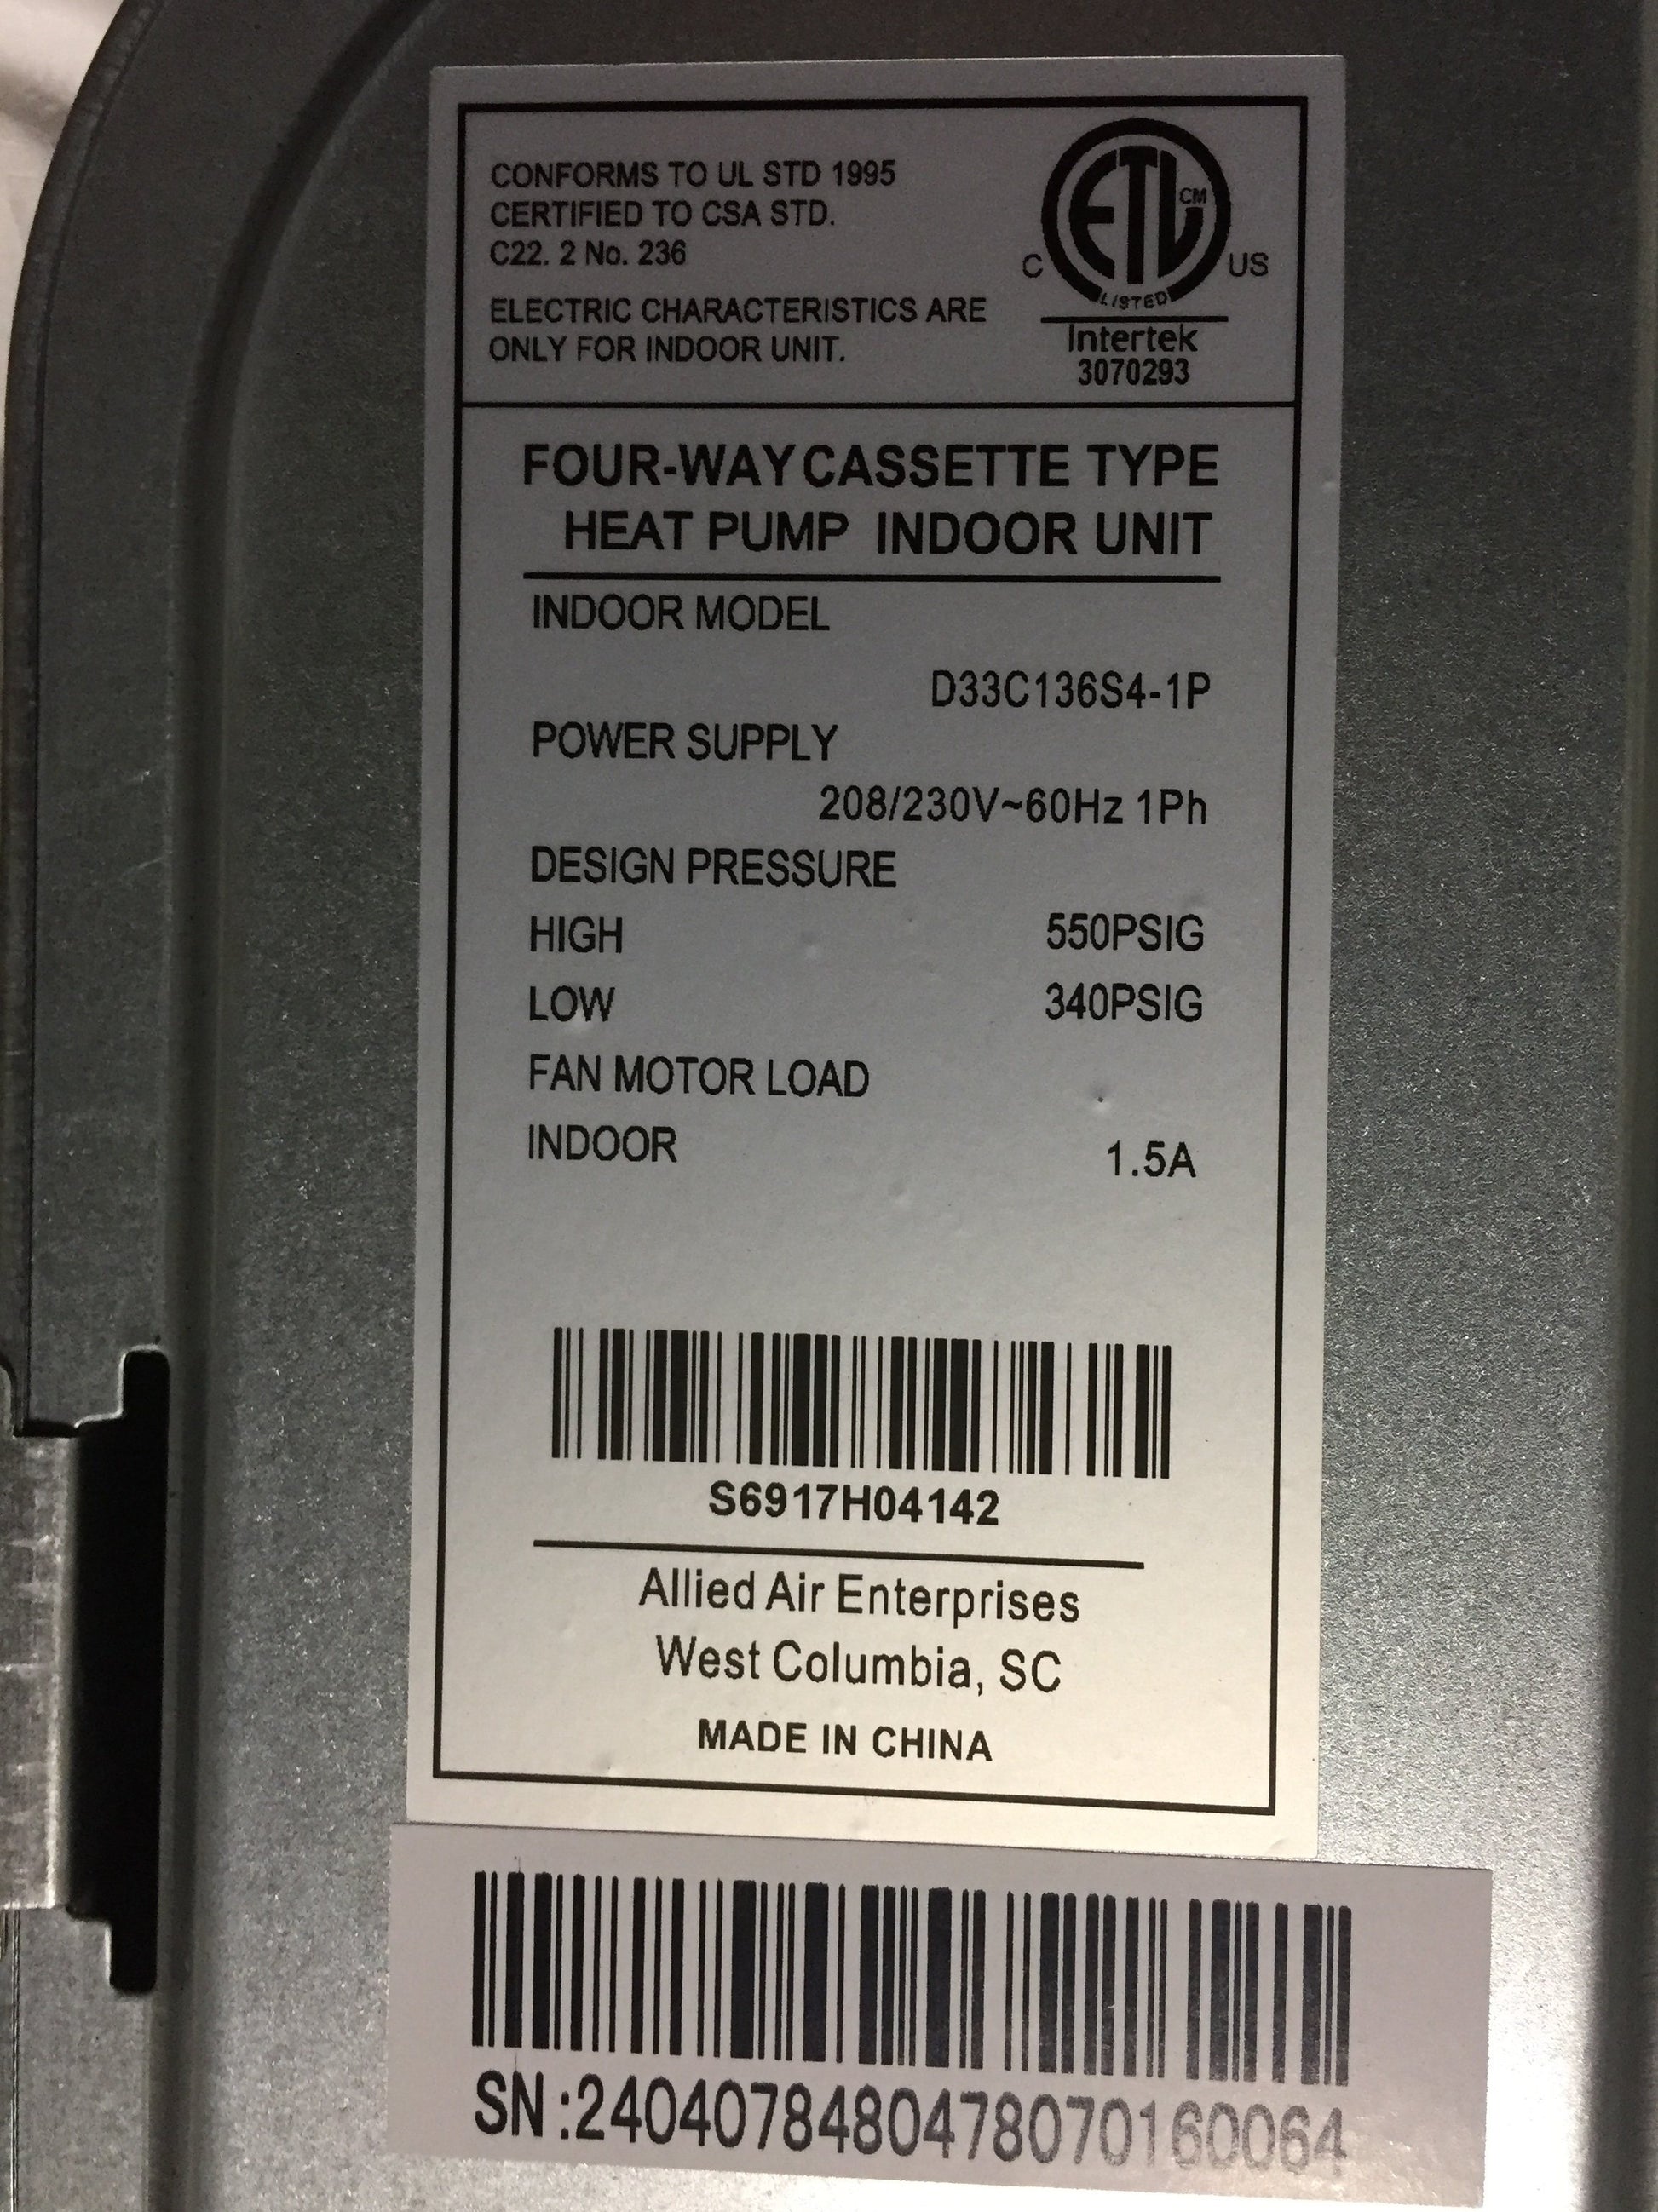 CONFORMS TO UL STD 1995
CERTIFIED TO CSA STD.
C22. 2 No. 236
ELECTRIC CHARACTERISTICS ARE
ONLY FOR INDOOR UNIT.
ETL CM
C US
LISTED
Intertek
3070293
FOUR-WAY CASSETTE TYPE
HEAT PUMP INDOOR UNIT
INDOOR MODEL
D33C136S4-1P
POWER SUPPLY
208/230V~60Hz 1Ph
DESIGN PRESSURE
HIGH 550PSIG
LOW 340PSIG
FAN MOTOR LOAD
INDOOR 1.5A
S6917H04142
Allied Air Enterprises
West Columbia, SC
MADE IN CHINA
SN:2404078480478070160064